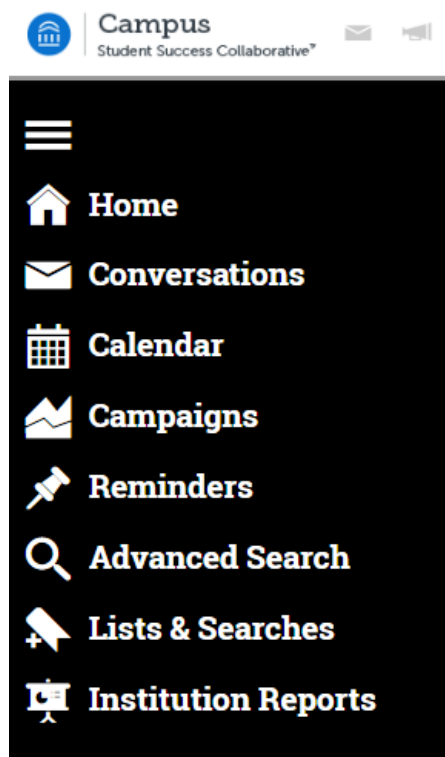 Campus
Student Success Collaborative™
Home
Conversations
Calendar
Campaigns
Reminders
Advanced Search
Lists & Searches
Institution Reports